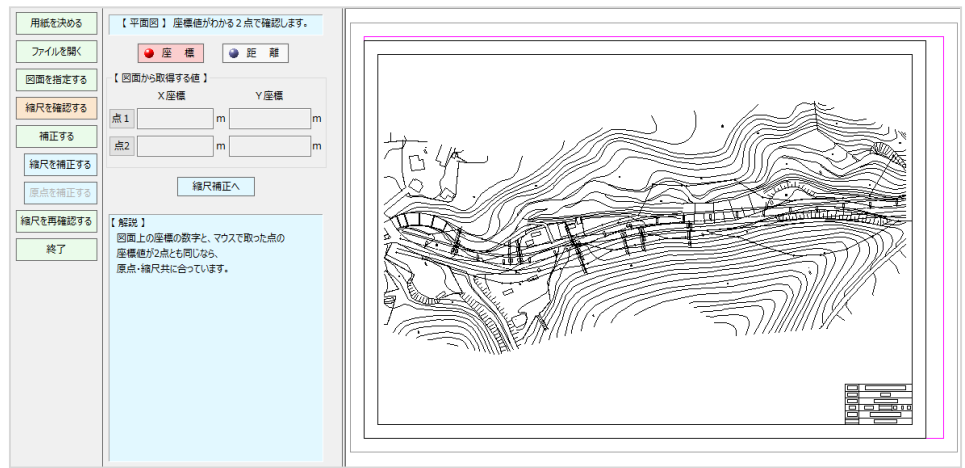 用紙を決める
ファイルを開く
図面を指定する
縮尺を確認する
補正する
縮尺を補正する
原点を補正する
縮尺を再確認する
終了
【 平面図 】 座標値がわかる２点で確認します。
座　標
距　離
【 図面から取得する値 】
X座標
Y座標
点１
m
m
点2
m
m
縮尺補正へ
【 解説 】
図面上の座標の数字と、マウスで取った点の
座標値が2点とも同じなら、
原点・縮尺共に合っています。